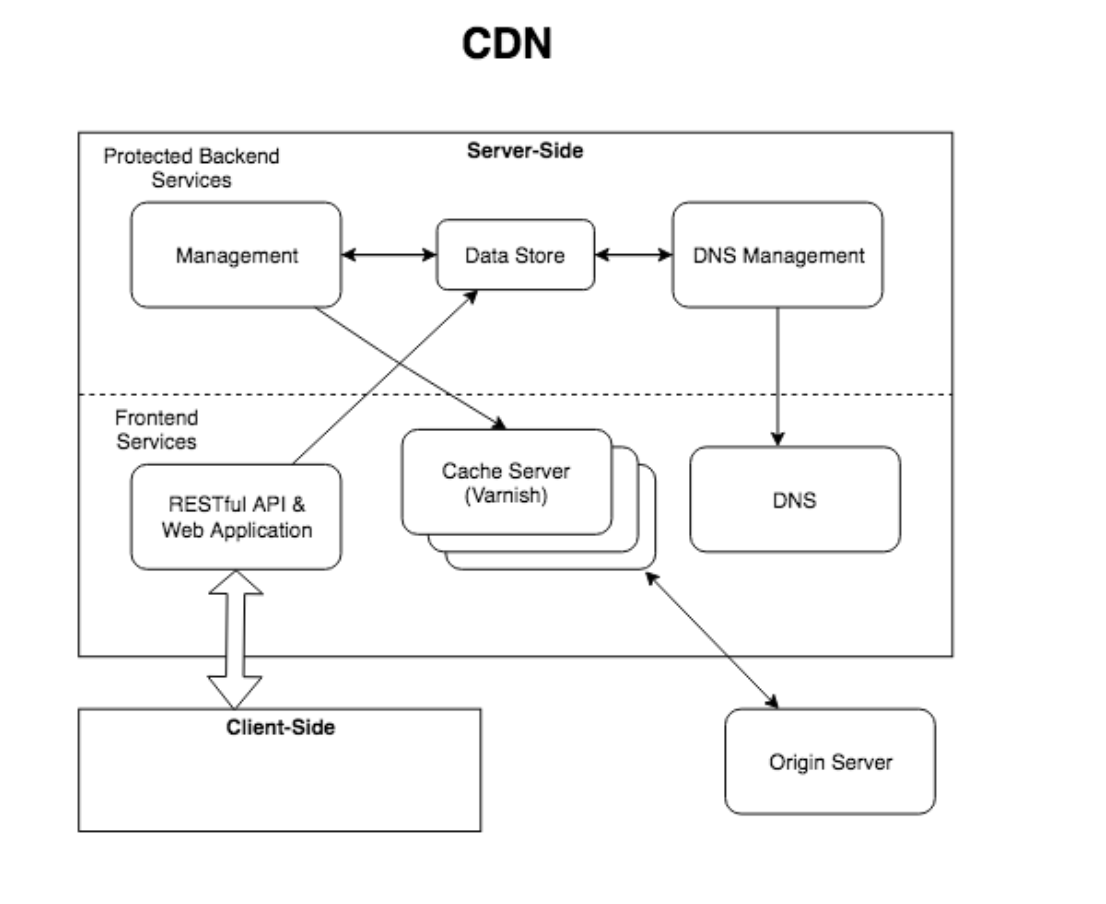 CDN
Server-Side
Protected Backend
Services
Management
Data Store
DNS Management
Frontend
Services
RESTful API &
Web Application
Cache Server
(Varnish)
DNS
Client-Side
Origin Server